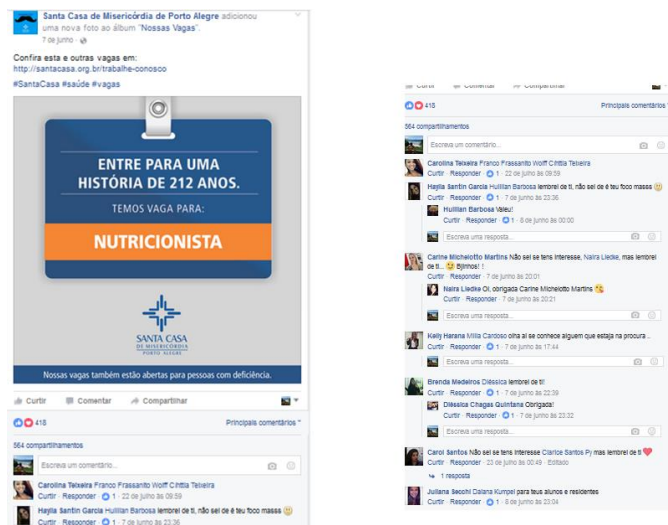 Santa Casa de Misericórdia de Porto Alegre adicionou
uma nova foto ao álbum "Nossas Vagas".
7 de junho ·
Confira esta e outras vagas em:
http://santacasa.org.br/trabalhe-conosco
#SantaCasa #saúde #vagas
ENTRE PARA UMA
HISTÓRIA DE 212 ANOS.
TEMOS VAGA PARA:
NUTRICIONISTA
SANTA CASA
DE MISERICÓRDIA
PORTO ALEGRE
Nossas vagas também estão abertas para pessoas com deficiência.
Curtir Comentar Compartilhar
418 Principais comentários
564 compartilhamentos
Escreva um comentário...
Carolina Teixeira Franco Frassanito Wolff Cinttia Teixeira
Curtir · Responder · 1 · 22 de julho às 09:59
Haylla Santin Garcia Huillian Barbosa lembrei de ti, não sei de é teu foco masss
Curtir · Responder · 1 · 7 de junho às 23:36
Curtir Comentar Compartilhar
418 Principais comentários
564 compartilhamentos
Escreva um comentário...
Carolina Teixeira Franco Frassanito Wolff Cinttia Teixeira
Curtir · Responder · 1 · 22 de junho às 09:59
Haylla Santin Garcia Huillian Barbosa lembrei de ti, não sei de é teu foco masss
Curtir · Responder · 1 · 7 de junho às 23:36
Huillian Barbosa Valeu!
Curtir · Responder · 1 · 8 de junho às 00:00
Escreva uma resposta...
Carine Michelotto Martins Não sei se tens interesse, Naira Liedke, mas lembrei
de ti... Bjinhos! !
Curtir · Responder · 7 de junho às 20:01
Naira Liedke Oi, obrigada Carine Michelotto Martins
Curtir · Responder · 7 de junho às 20:21
Escreva uma resposta...
Kelly Harana Milla Cardoso olha ai se conhece alguem que estaja na procura ..
Curtir · Responder · 1 · 7 de junho às 17:44
Escreva uma resposta...
Brenda Medeiros Diéssica lembrei de ti!
Curtir · Responder · 1 · 7 de junho às 22:39
Diéssica Chagas Quintana Obrigada!
Curtir · Responder · 1 · 7 de junho às 23:32
Escreva uma resposta...
Carol Santos Não sei se tens interesse Clarice Santos Py mas lembrei de ti
Curtir · Responder · 23 de junho às 00:49 · Editado
1 resposta
Juliana Secchi Daiana Kumpel para teus alunos e residentes
Curtir · Responder · 1 · 8 de junho às 23:04